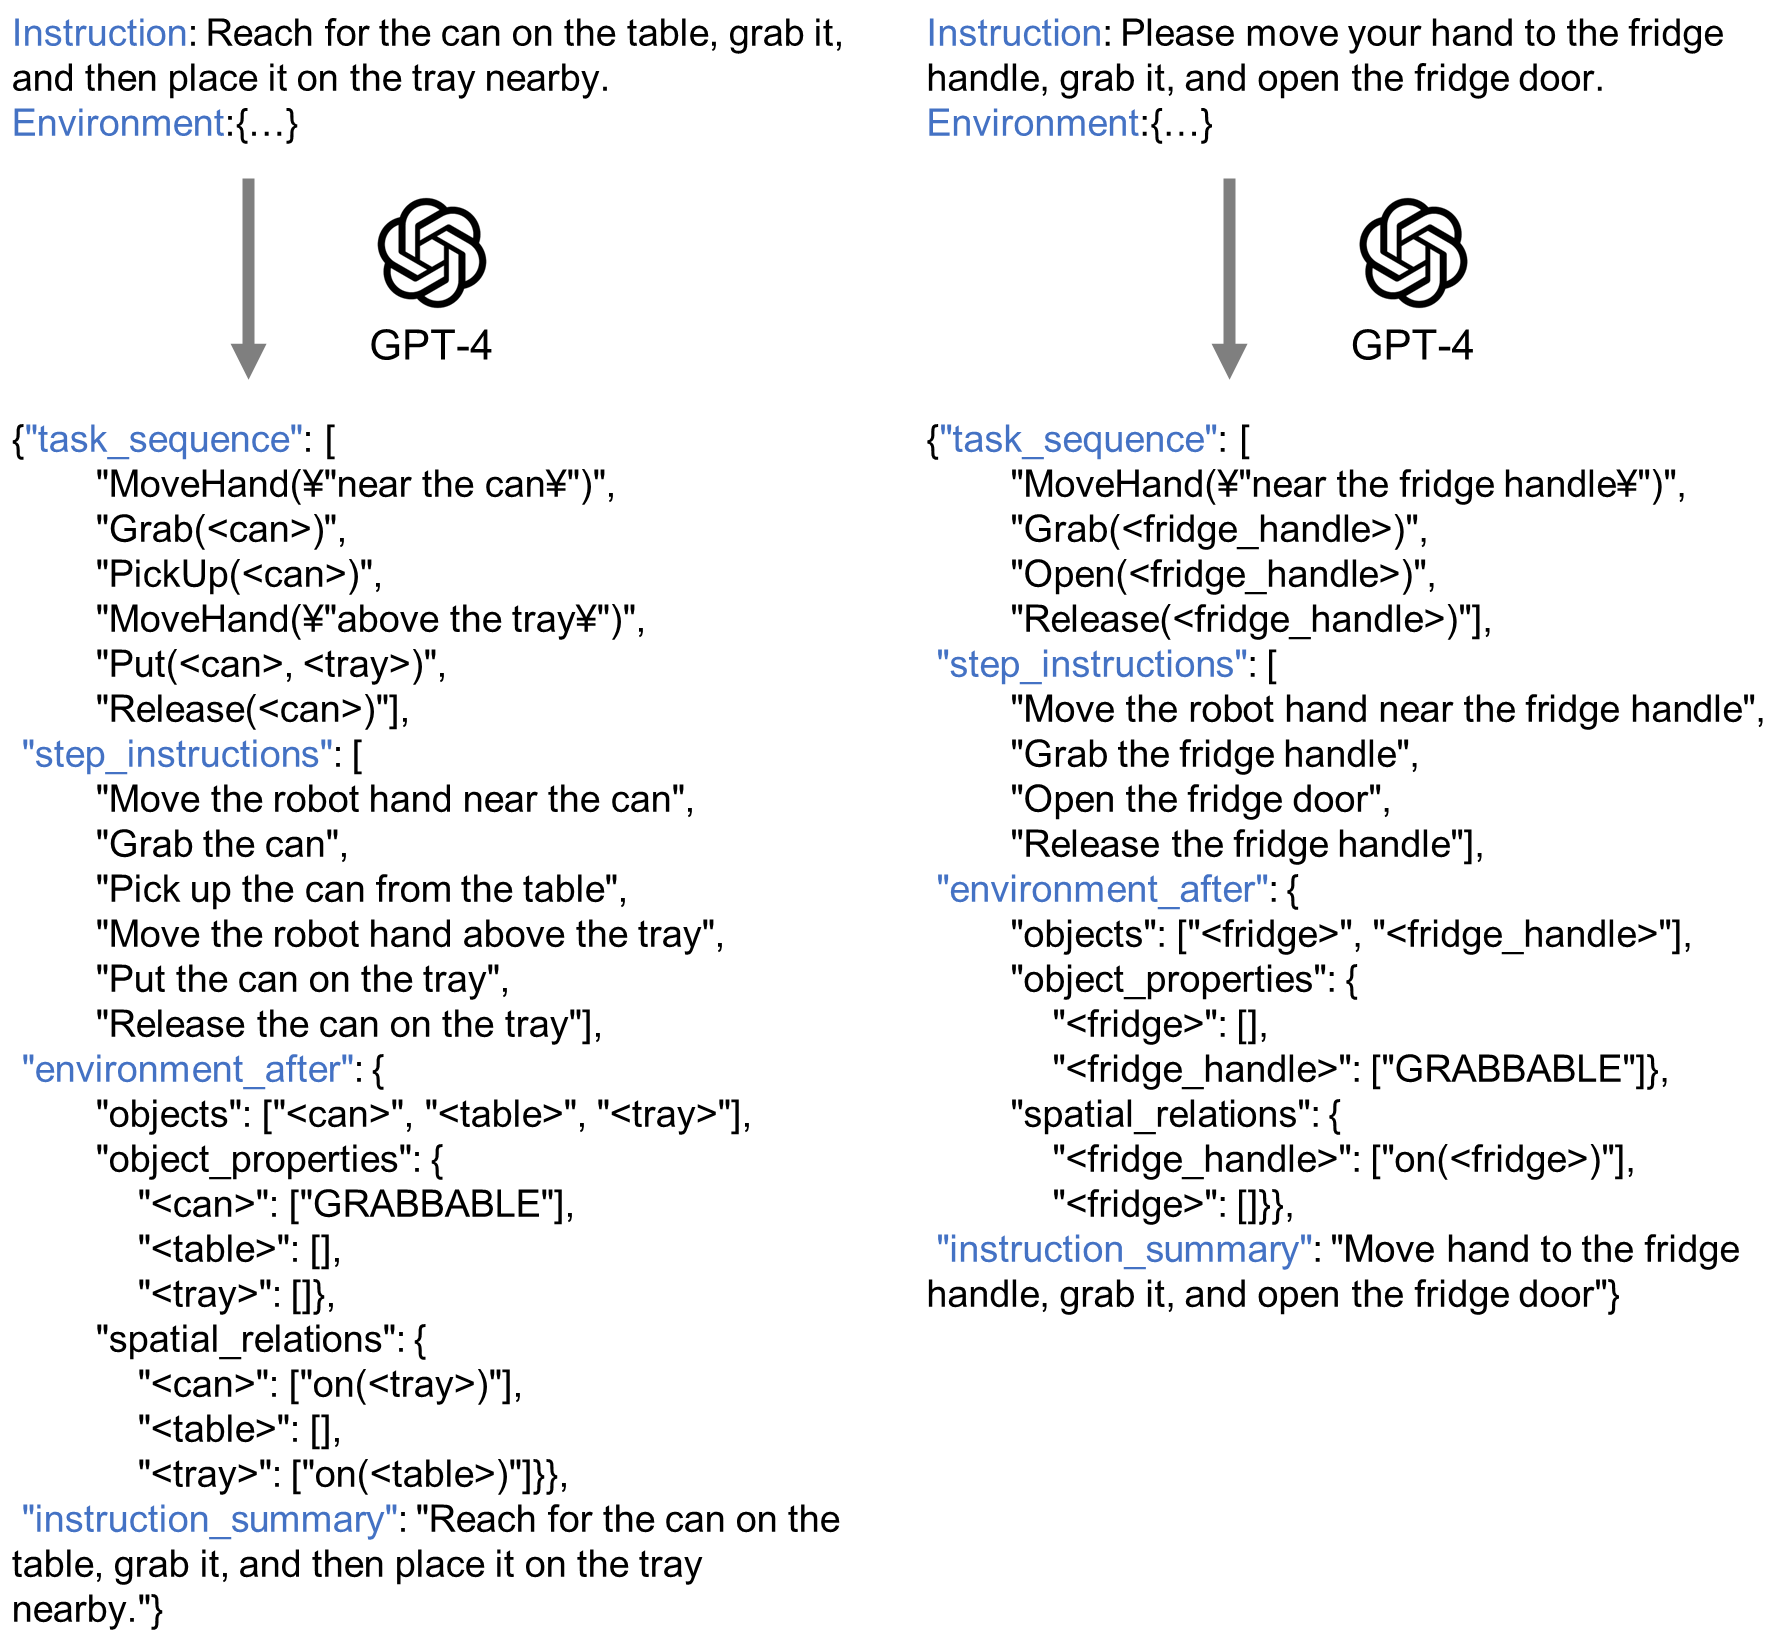 Instruction: Reach for the can on the table, grab it,
and then place it on the tray nearby.
Environment:{…}
GPT-4
{"task_sequence": [
"MoveHand(¥"near the can¥")",
"Grab(<can>)",
"PickUp(<can>)",
"MoveHand(¥"above the tray¥")",
"Put(<can>, <tray>)",
"Release(<can>)"],
"step_instructions": [
"Move the robot hand near the can",
"Grab the can",
"Pick up the can from the table",
"Move the robot hand above the tray",
"Put the can on the tray",
"Release the can on the tray"],
"environment_after": {
"objects": ["<can>", "<table>", "<tray>"],
"object_properties": {
"<can>": ["GRABBABLE"],
"<table>": [],
"<tray>": []},
"spatial_relations": {
"<can>": ["on(<tray>)"],
"<table>": [],
"<tray>": ["on(<table>)"]}},
"instruction_summary": "Reach for the can on the
table, grab it, and then place it on the tray
nearby."}
Instruction: Please move your hand to the fridge
handle, grab it, and open the fridge door.
Environment:{…}
GPT-4
{"task_sequence": [
"MoveHand(¥"near the fridge handle¥")",
"Grab(<fridge_handle>)",
"Open(<fridge_handle>)",
"Release(<fridge_handle>)"],
"step_instructions": [
"Move the robot hand near the fridge handle",
"Grab the fridge handle",
"Open the fridge door",
"Release the fridge handle"],
"environment_after": {
"objects": ["<fridge>", "<fridge_handle>"],
"object_properties": {
"<fridge>": [],
"<fridge_handle>": ["GRABBABLE"]},
"spatial_relations": {
"<fridge_handle>": ["on(<fridge>)"],
"<fridge>": []}},
"instruction_summary": "Move hand to the fridge
handle, grab it, and open the fridge door"}